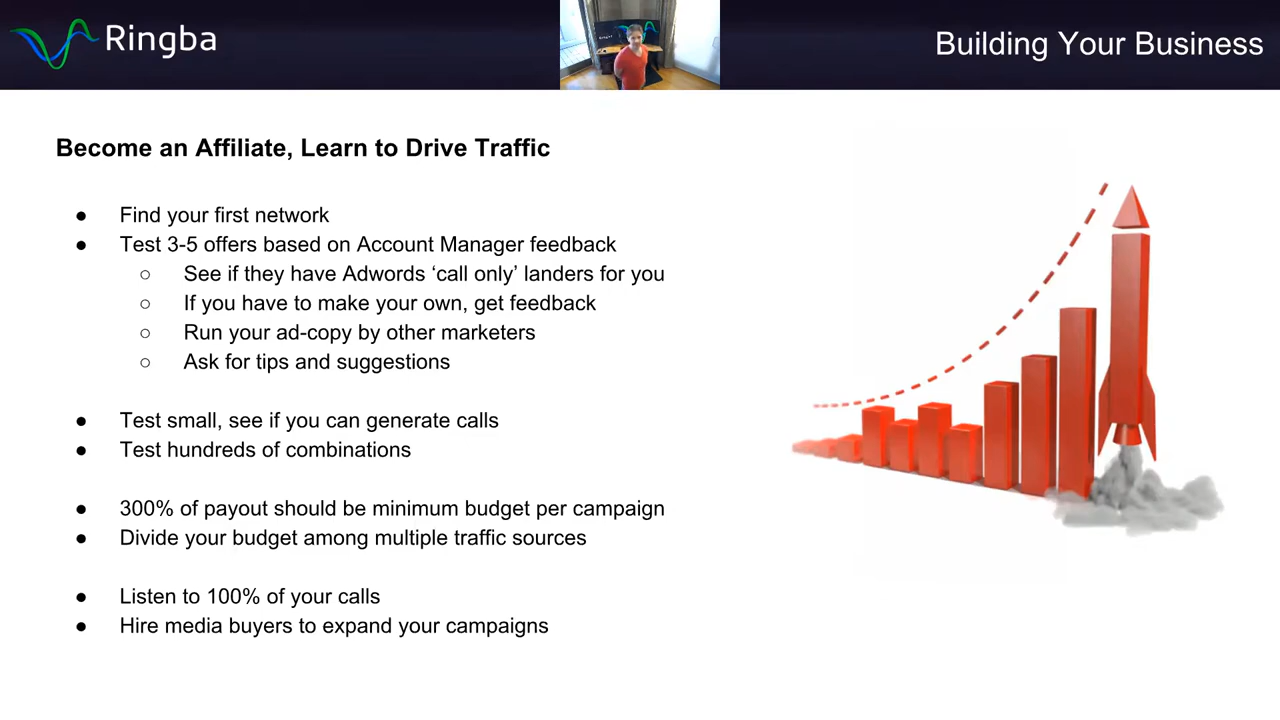 Ringba
Building Your Business
Become an Affiliate, Learn to Drive Traffic
● Find your first network
● Test 3-5 offers based on Account Manager feedback
○ See if they have Adwords ‘call only’ landers for you
○ If you have to make your own, get feedback
○ Run your ad-copy by other marketers
○ Ask for tips and suggestions
● Test small, see if you can generate calls
● Test hundreds of combinations
● 300% of payout should be minimum budget per campaign
● Divide your budget among multiple traffic sources
● Listen to 100% of your calls
● Hire media buyers to expand your campaigns